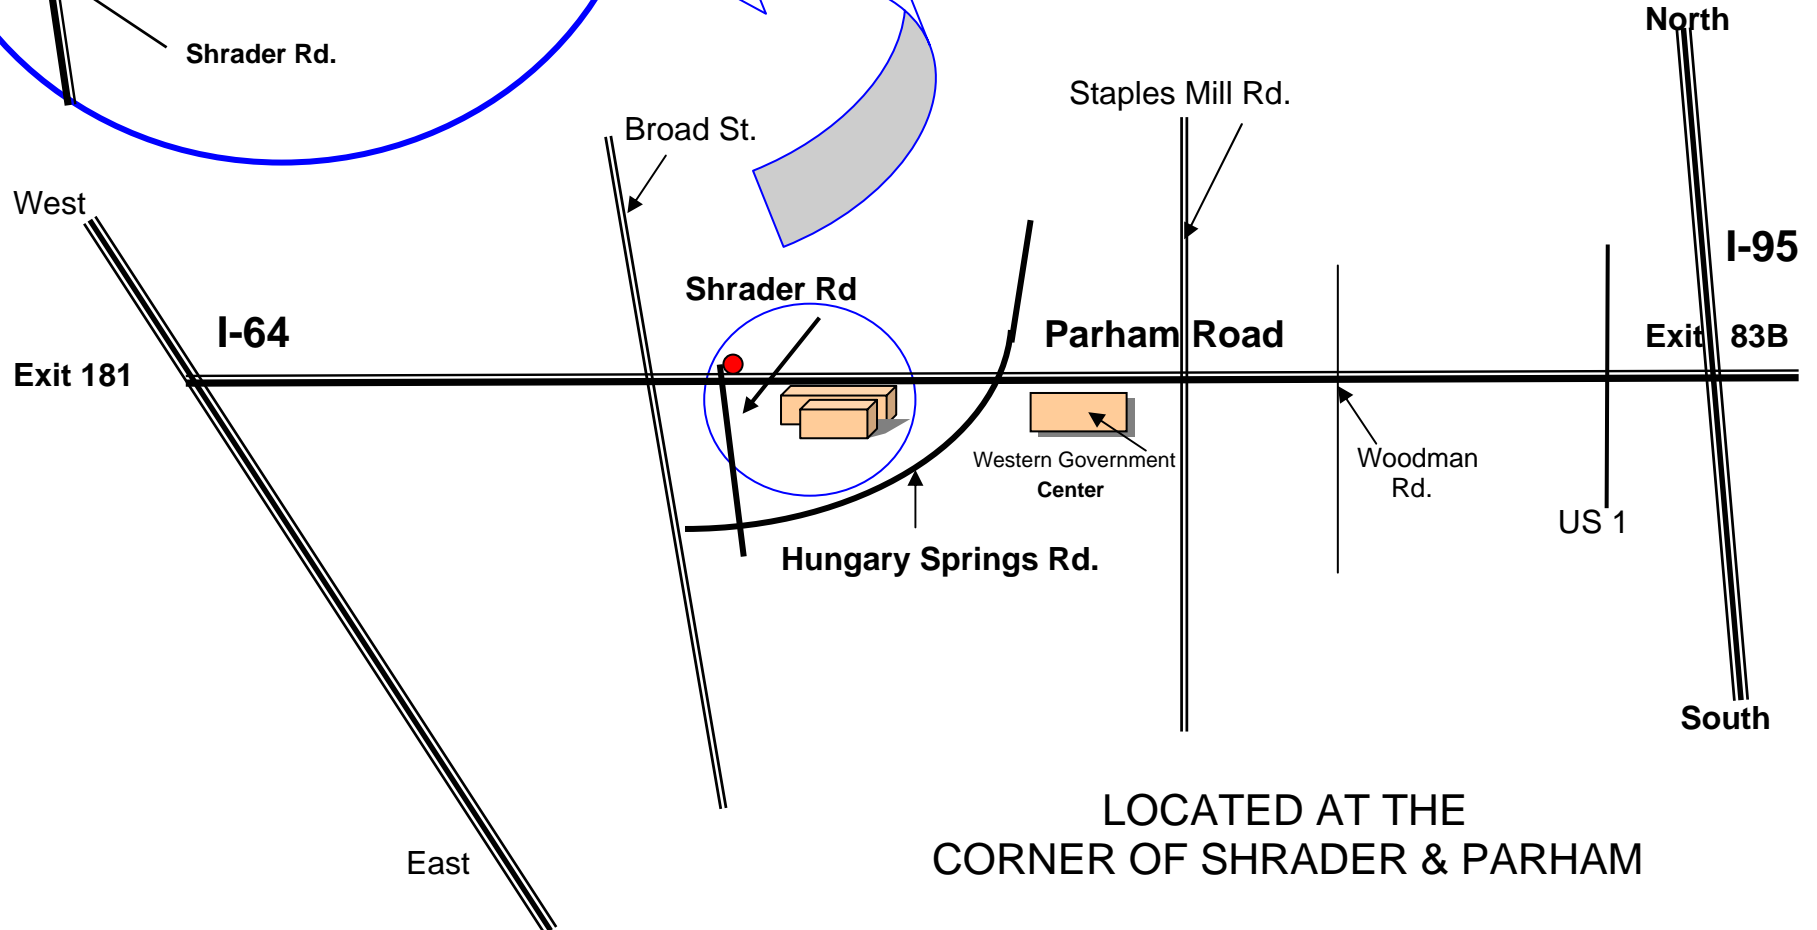 North
Shrader Rd.
Staples Mill Rd.
Broad St.
West
I-95
Shrader Rd
I-64
Parham Road
Exit 83B
Exit 181
Western Government
Center
Woodman
Rd.
US 1
Hungary Springs Rd.
South
LOCATED AT THE
CORNER OF SHRADER & PARHAM
East